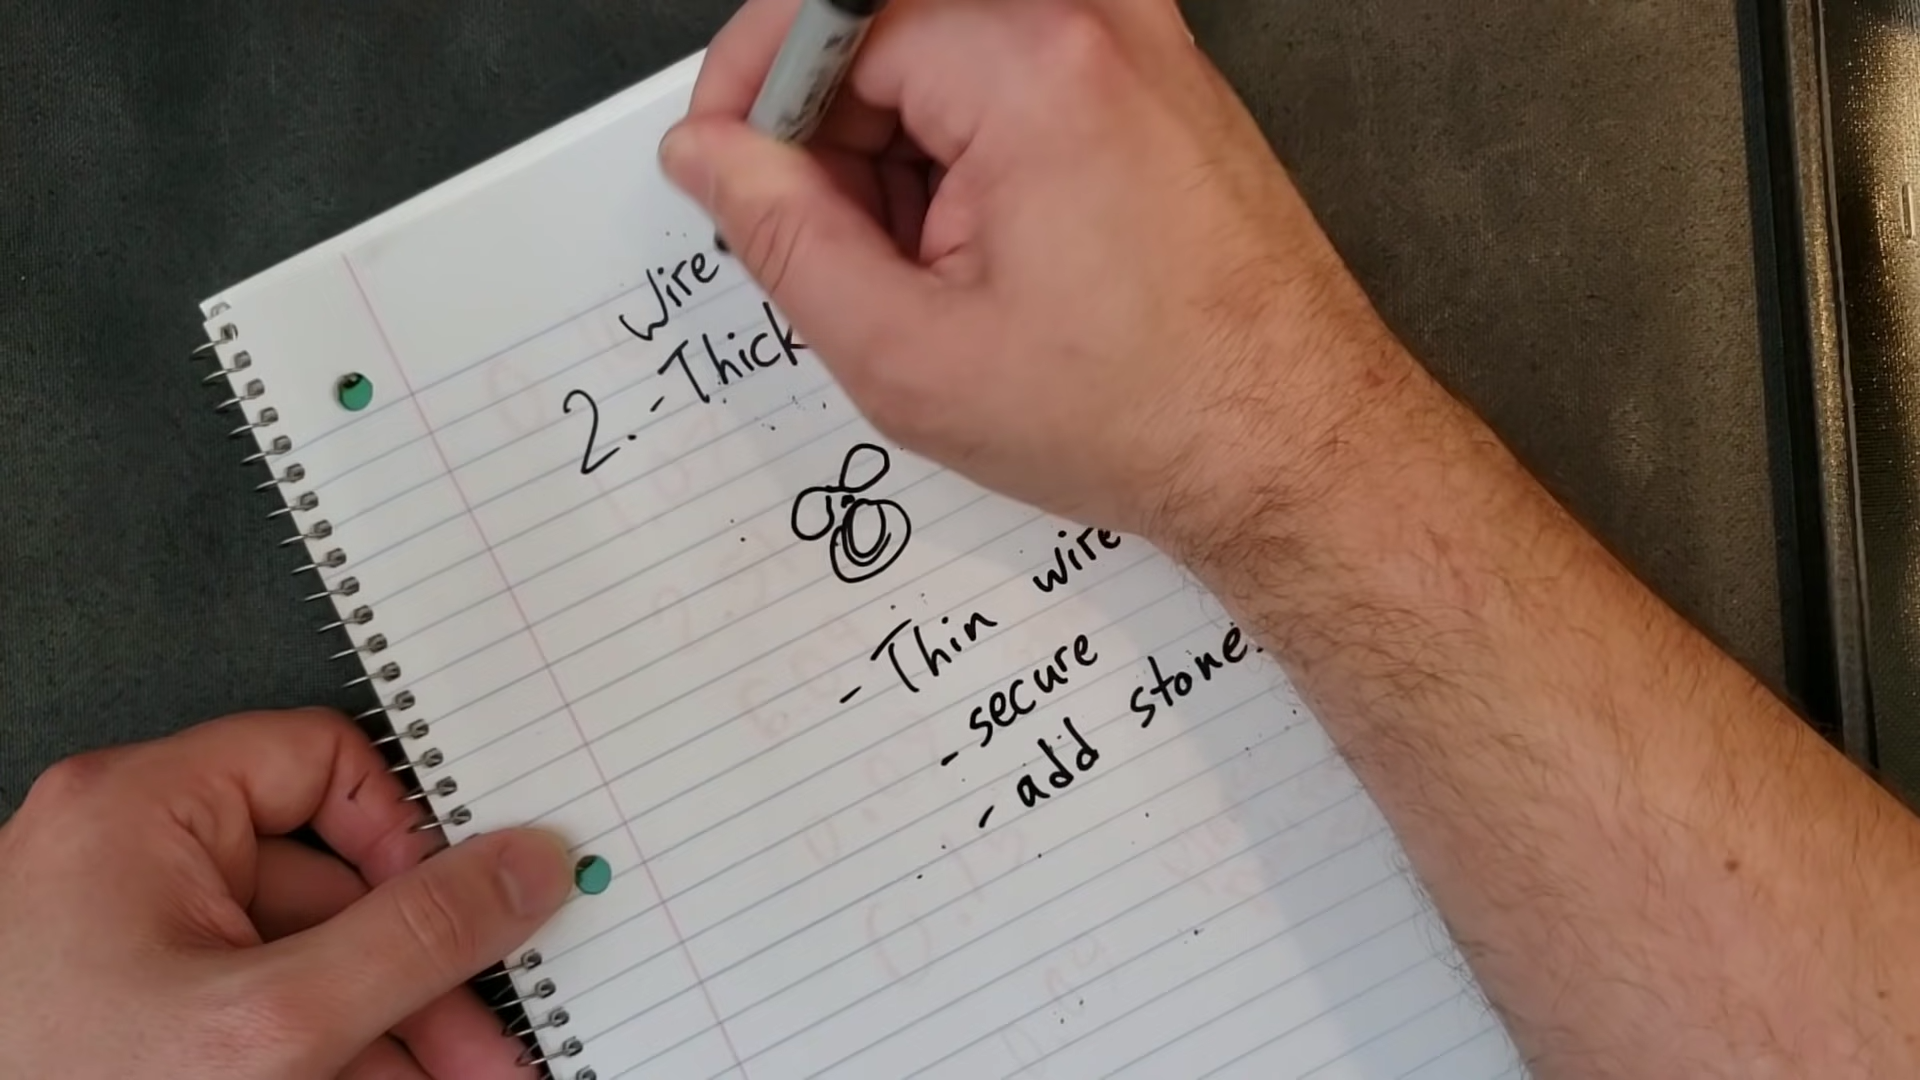 Wire
2. - Thick
- Thin wire
- secure
- add stone.